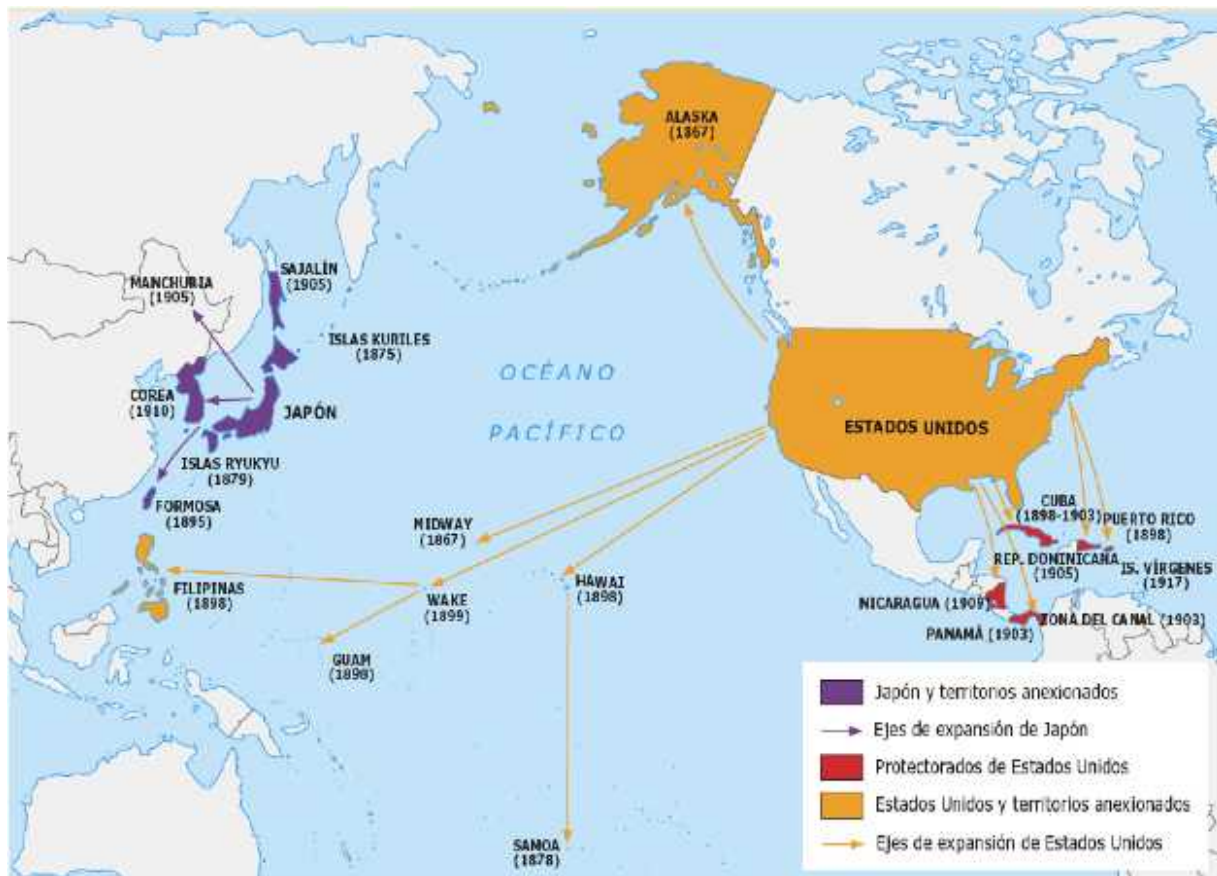 ALASKA
(1867)
MANCHURIA
(1905)
SAJALÍN
(1905)
ISLAS KURILES
(1875)
COREA
(1910)
JAPÓN
ISLAS RYUKYU
(1879)
FORMOSA
(1895)
OCÉANO
PACÍFICO
ESTADOS UNIDOS
MIDWAY
(1867)
FILIPINAS
(1898)
WAKE
(1899)
HAWAI
(1898)
GUAM
(1898)
SAMOA
(1878)
CUBA
(1898-1903)
PUERTO RICO
(1898)
REP. DOMINICANA
(1905)
IS. VÍRGENES
(1917)
NICARAGUA (1909)
ZONA DEL CANAL (1903)
PANAMÁ (1903)
Japón y territorios anexionados
Ejes de expansión de Japón
Protectorados de Estados Unidos
Estados Unidos y territorios anexionados
Ejes de expansión de Estados Unidos